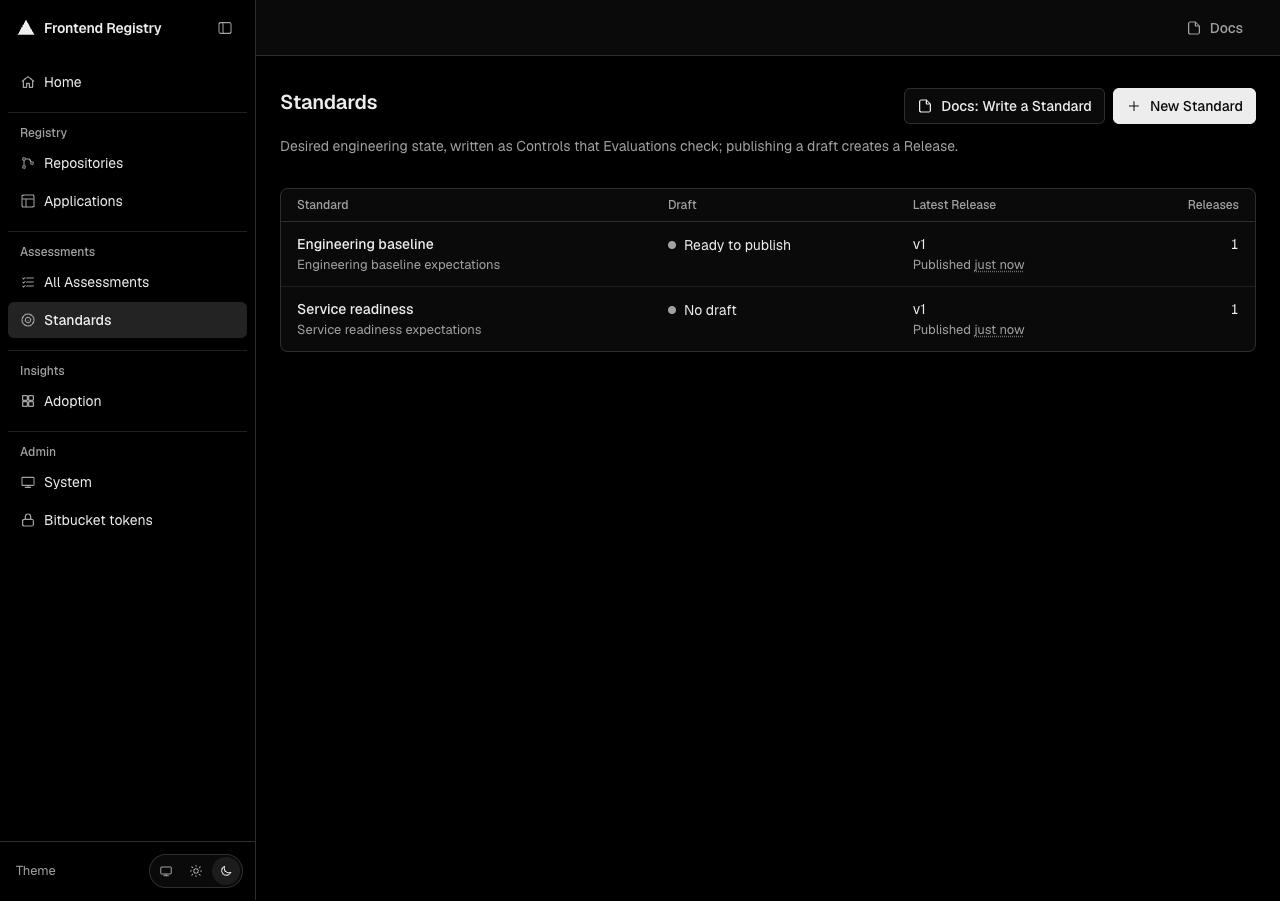 Frontend Registry
Docs
Home
Registry
Repositories
Applications
Assessments
All Assessments
Standards
Insights
Adoption
Admin
System
Bitbucket tokens
Theme
Standards
Docs: Write a Standard
New Standard
Desired engineering state, written as Controls that Evaluations check; publishing a draft creates a Release.
Standard Draft Latest Release Releases
Engineering baseline Ready to publish v1 1
Engineering baseline expectations Published just now
Service readiness No draft v1 1
Service readiness expectations Published just now